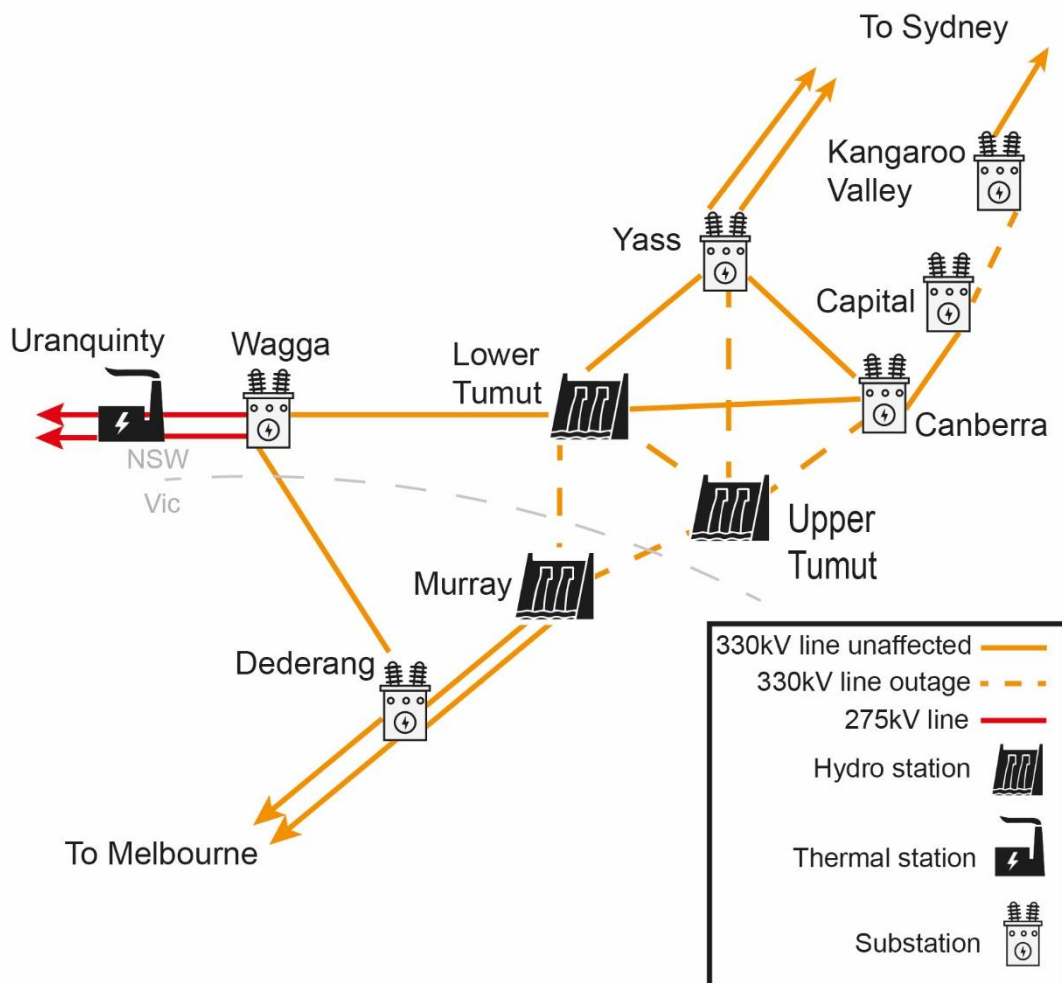 To Sydney
Kangaroo
Valley
Yass
Capital
Uranquinty
Wagga
Lower
Tumut
Canberra
NSW
Vic
Upper
Tumut
Murray
Dederang
To Melbourne
330kV line unaffected
330kV line outage
275kV line
Hydro station
Thermal station
Substation